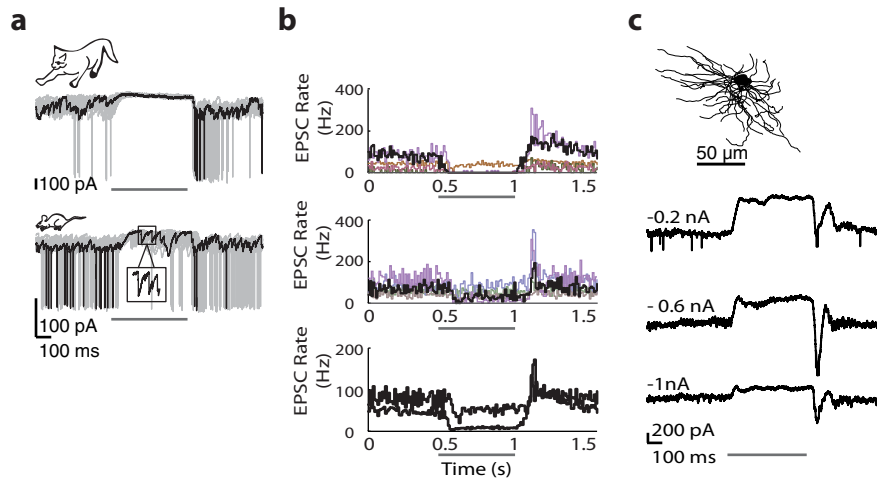 a
100 pA
100 pA
100 ms
b
EPSC Rate
(Hz)
400
200
0
0 0.5 1 1.5
EPSC Rate
(Hz)
400
200
0
0 0.5 1 1.5
EPSC Rate
(Hz)
200
100
0
0 0.5 1 1.5
Time (s)
c
50 µm
-0.2 nA
- 0.6 nA
-1nA
200 pA
100 ms